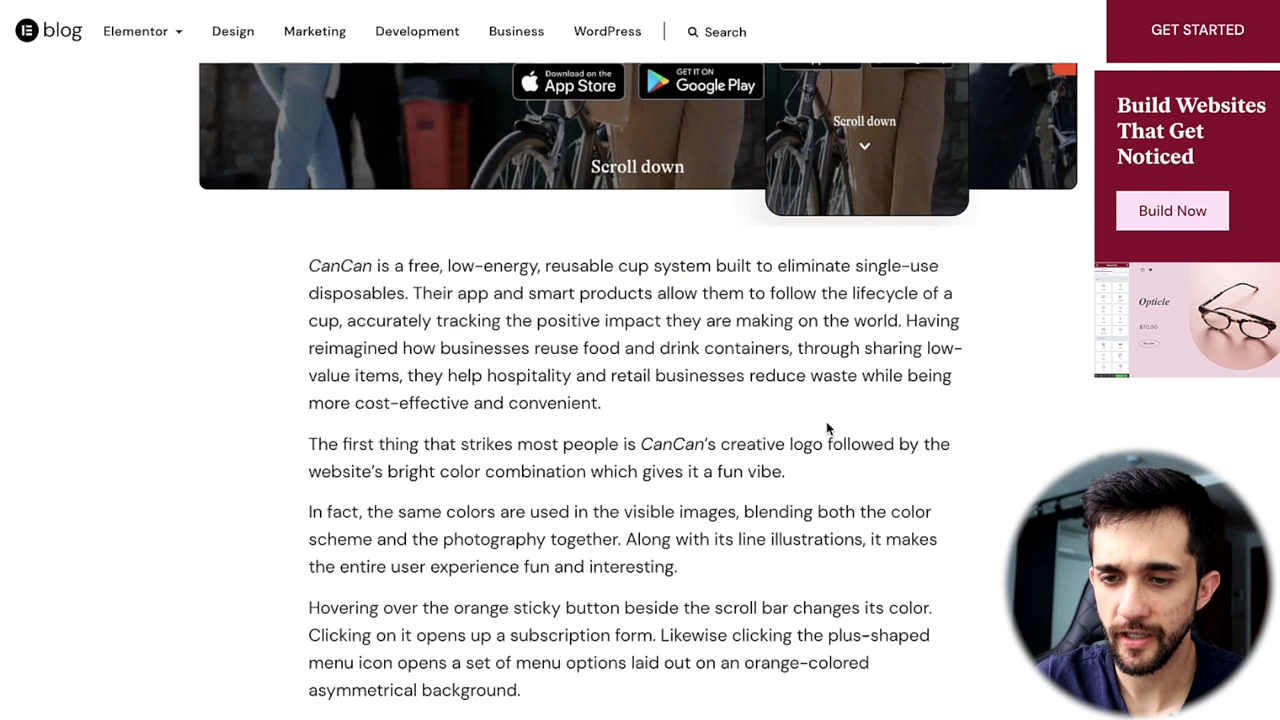 blog
Elementor
Design
Marketing
Development
Business
WordPress
Search
GET STARTED
Download on the
App Store
GET IT ON
Google Play
Scroll down
Scroll down
Build Websites
That Get
Noticed
Build Now
Opticle
$70.50
CanCan is a free, low-energy, reusable cup system built to eliminate single-use
disposables. Their app and smart products allow them to follow the lifecycle of a
cup, accurately tracking the positive impact they are making on the world. Having
reimagined how businesses reuse food and drink containers, through sharing low-
value items, they help hospitality and retail businesses reduce waste while being
more cost-effective and convenient.
The first thing that strikes most people is CanCan's creative logo followed by the
website's bright color combination which gives it a fun vibe.
In fact, the same colors are used in the visible images, blending both the color
scheme and the photography together. Along with its line illustrations, it makes
the entire user experience fun and interesting.
Hovering over the orange sticky button beside the scroll bar changes its color.
Clicking on it opens up a subscription form. Likewise clicking the plus-shaped
menu icon opens a set of menu options laid out on an orange-colored
asymmetrical background.